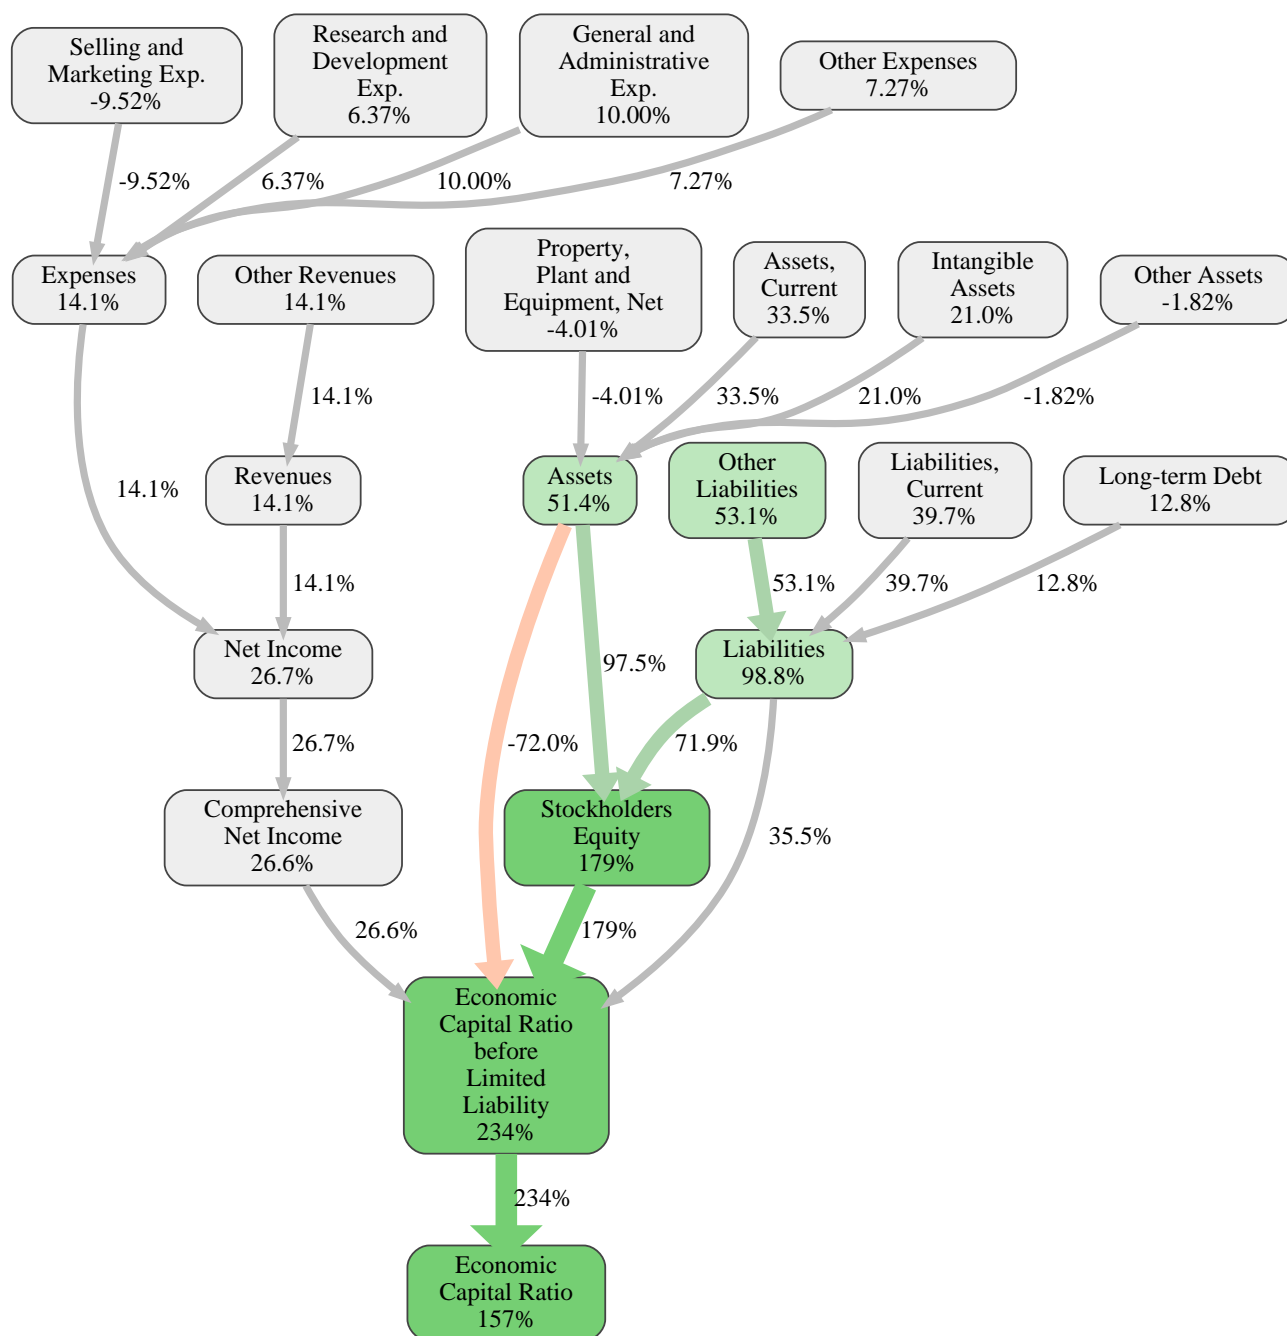 Selling and
Marketing Exp.
-9.52%
Research and
Development
Exp.
6.37%
General and
Administrative
Exp.
10.00%
Other Expenses
7.27%
-9.52%
6.37%
10.00%
7.27%
Expenses
14.1%
Other Revenues
14.1%
Property,
Plant and
Equipment, Net
-4.01%
Assets,
Current
33.5%
Intangible
Assets
21.0%
Other Assets
-1.82%
14.1%
-4.01%
33.5%
21.0%
-1.82%
14.1%
Revenues
14.1%
Assets
51.4%
Other
Liabilities
53.1%
Liabilities,
Current
39.7%
Long-term Debt
12.8%
14.1%
53.1%
39.7%
12.8%
Net Income
26.7%
97.5%
Liabilities
98.8%
26.7%
-72.0%
71.9%
Comprehensive
Net Income
26.6%
Stockholders
Equity
179%
35.5%
26.6%
179%
Economic
Capital Ratio
before
Limited
Liability
234%
234%
Economic
Capital Ratio
157%